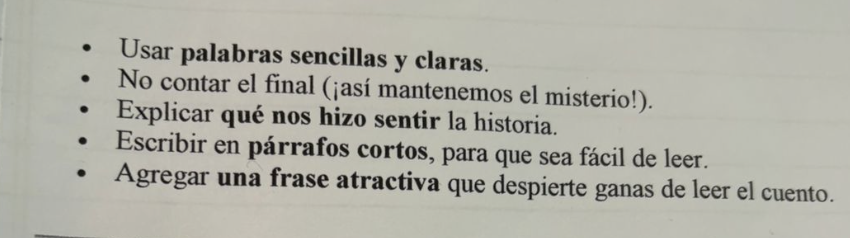 • Usar palabras sencillas y claras.
• No contar el final (¡así mantenemos el misterio!).
• Explicar qué nos hizo sentir la historia.
• Escribir en párrafos cortos, para que sea fácil de leer.
• Agregar una frase atractiva que despierte ganas de leer el cuento.